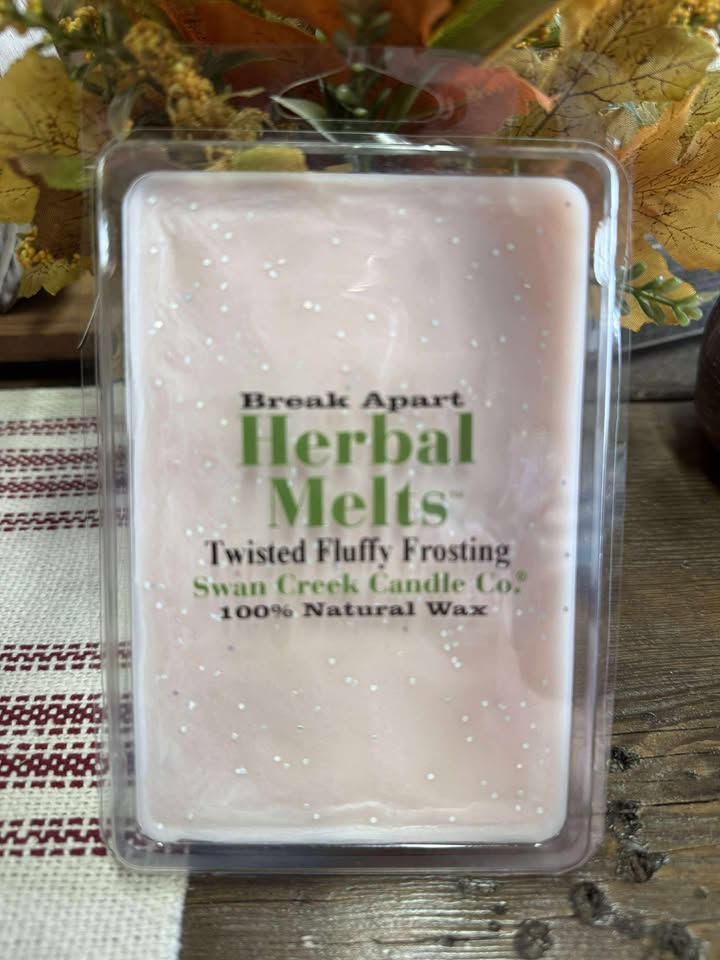 Break Apart
Herbal
Melts™
Twisted Fluffy Frosting
Swan Creek Candle Co.®
100% Natural Wax